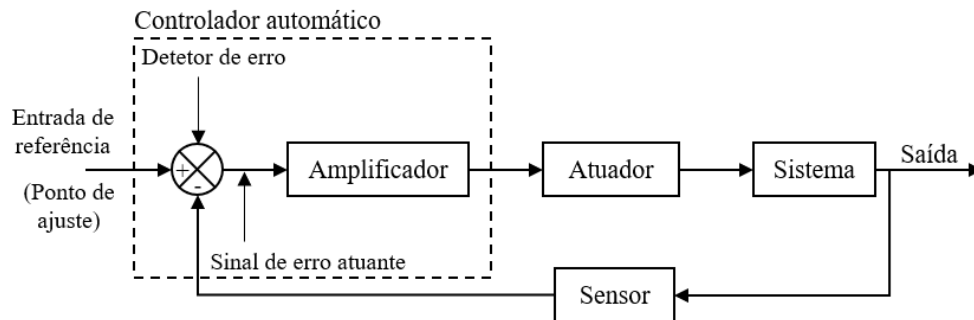 Controlador automático
Detetor de erro
Entrada de
referência
(Ponto de
ajuste)
+
-
Amplificador
Atuador
Sistema
Saída
Sinal de erro atuante
Sensor